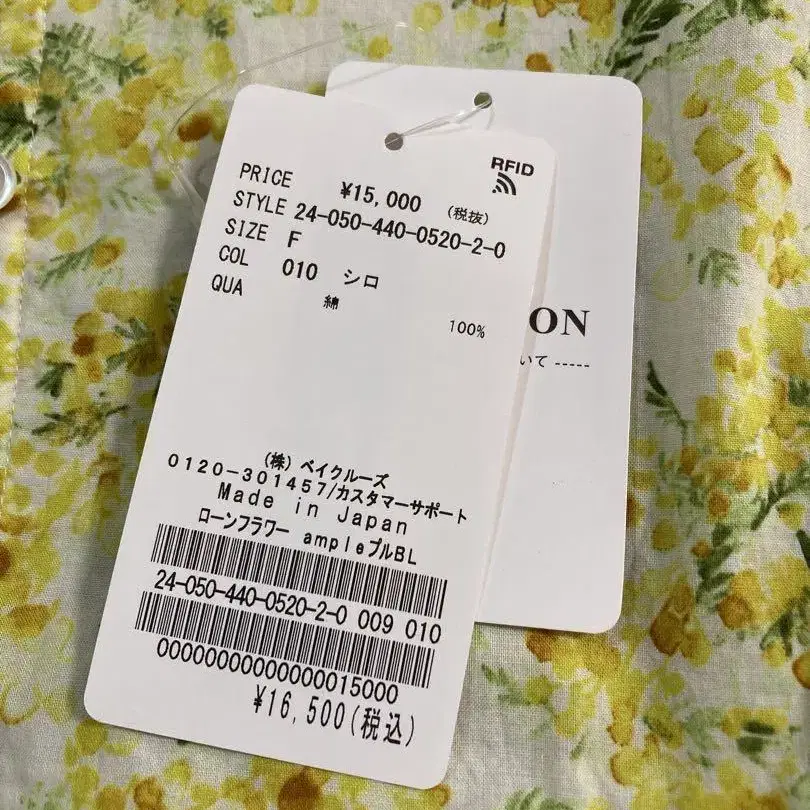 RFID
PRICE ¥15,000 (税抜)
STYLE 24-050-440-0520-2-0
SIZE F
COL 010 シロ
QUA 綿 100%
(株) ベイクルーズ
0120-301457/カスタマーサポート
Made in Japan
ローンフラワー ampleプルBL
24-050-440-0520-2-0 009 010
00000000000000015000
¥16,500(税込)
ON
いて -----